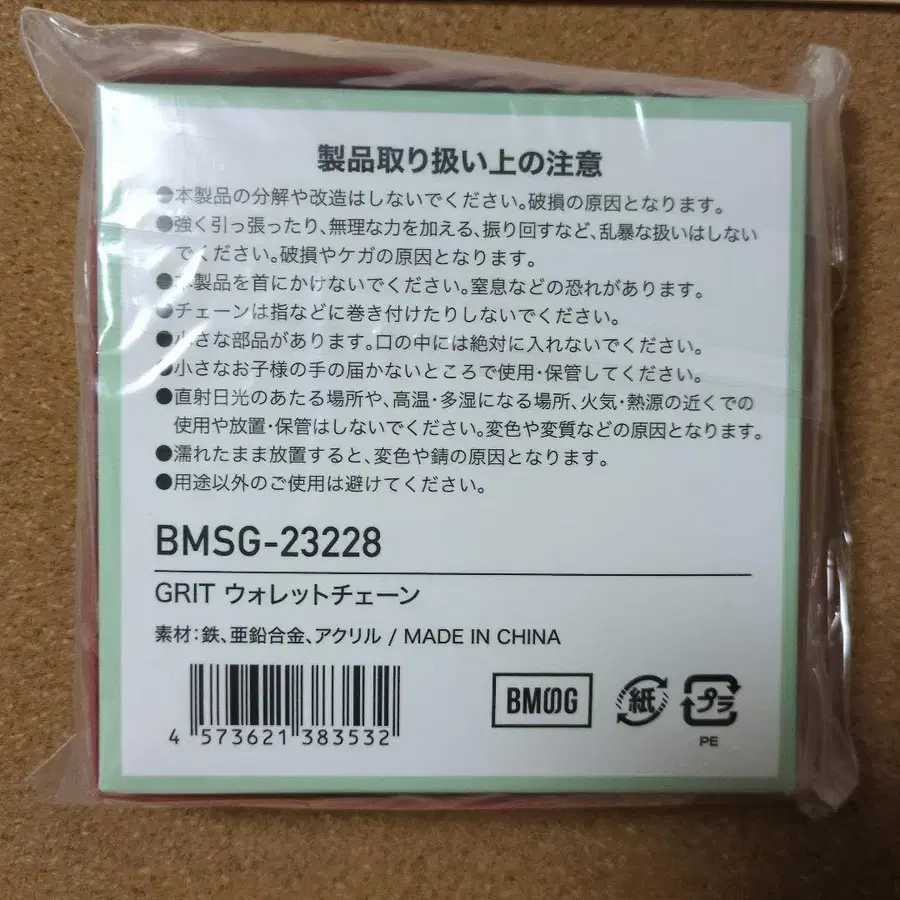 製品取り扱い上の注意
●本製品の分解や改造はしないでください。破損の原因となります。
●強く引っ張ったり、無理な力を加える、振り回すなど、乱暴な扱いはしない
でください。破損やケガの原因となります。
●本製品を首にかけないでください。窒息などの恐れがあります。
●チェーンは指などに巻き付けたりしないでください。
●小さな部品があります。口の中には絶対に入れないでください。
●小さなお子様の手の届かないところで使用・保管してください。
●直射日光のあたる場所や、高温・多湿になる場所、火気・熱源の近くでの
使用や放置・保管はしないでください。変色や変質などの原因となります。
●濡れたまま放置すると、変色や錆の原因となります。
●用途以外のご使用は避けてください。
BMSG-23228
GRIT ウォレットチェーン
素材：鉄、亜鉛合金、アクリル / MADE IN CHINA
4 573621 383532
BMSG
紙
プラ
PE